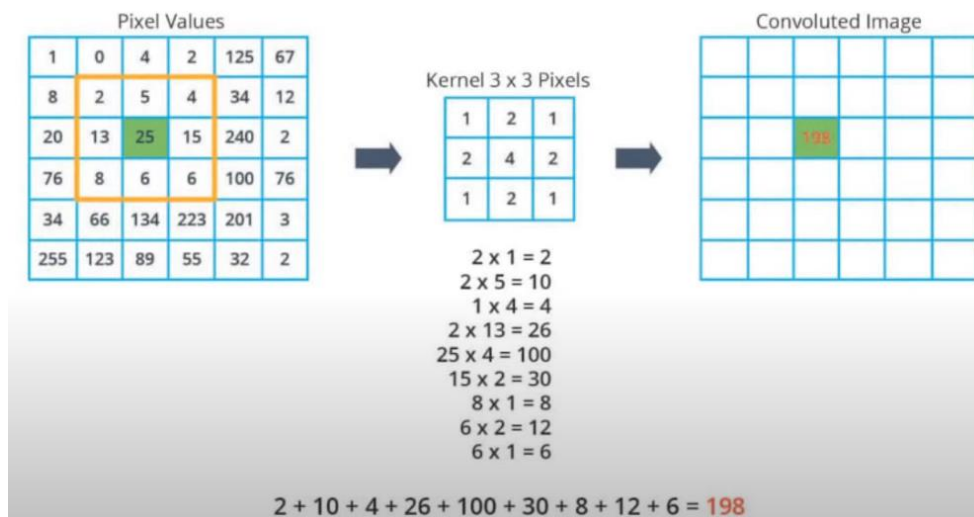 Pixel Values
1 0 4 2 125 67
8 2 5 4 34 12
20 13 25 15 240 2
76 8 6 6 100 76
34 66 134 223 201 3
255 123 89 55 32 2
Kernel 3 x 3 Pixels
1 2 1
2 4 2
1 2 1
2 x 1 = 2
2 x 5 = 10
1 x 4 = 4
2 x 13 = 26
25 x 4 = 100
15 x 2 = 30
8 x 1 = 8
6 x 2 = 12
6 x 1 = 6
Convoluted Image
198
2 + 10 + 4 + 26 + 100 + 30 + 8 + 12 + 6 = 198